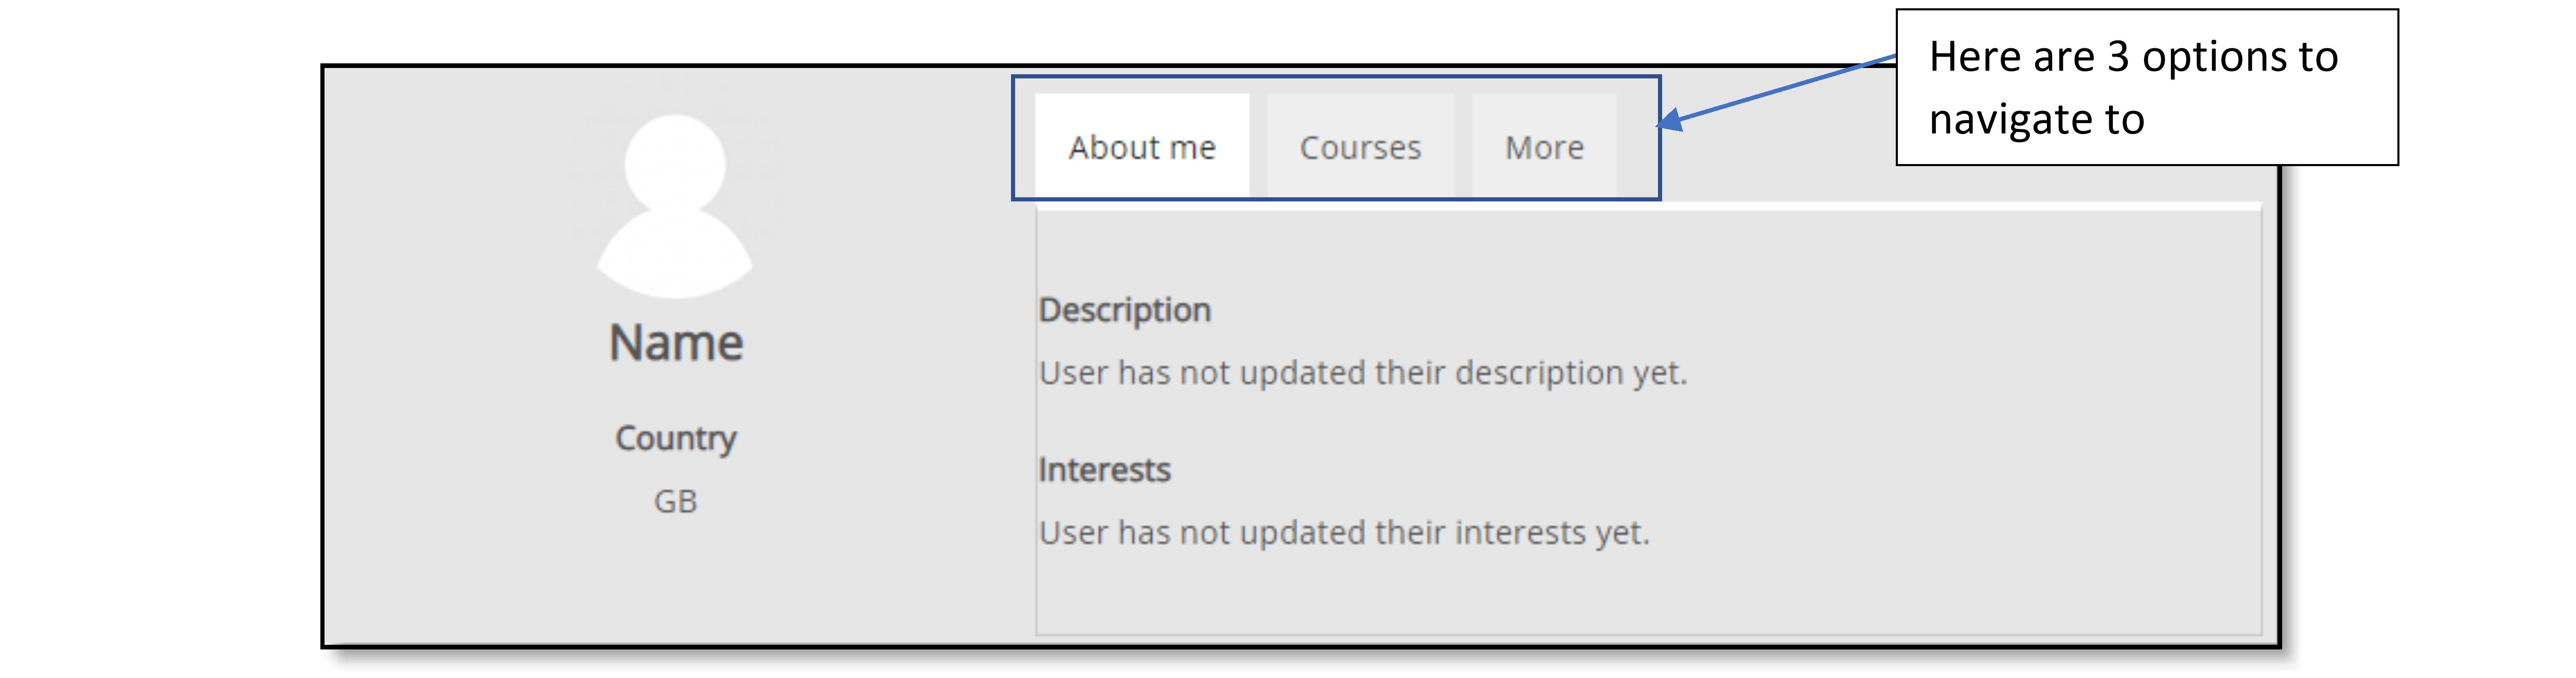 Here are 3 options to
navigate to
About me
Courses
More
Name
Country
GB
Description
User has not updated their description yet.
Interests
User has not updated their interests yet.